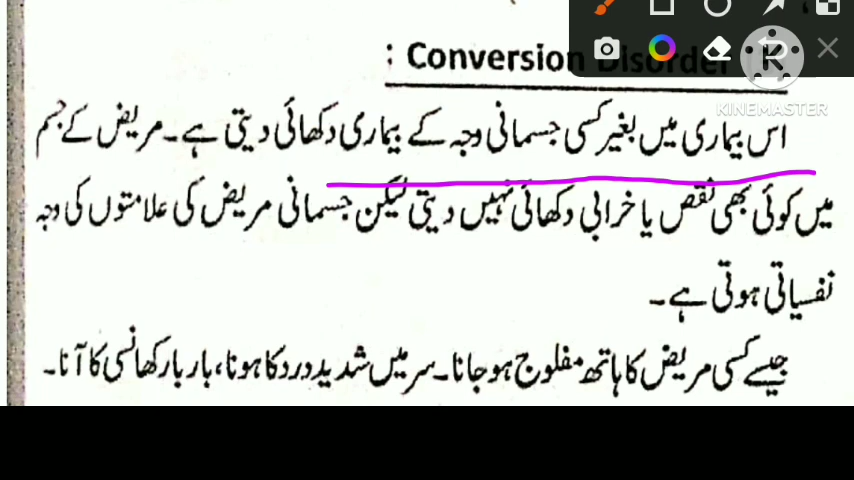 Conversion Disorder :
KINEMASTER
اس بیماری میں بغیر کسی جسمانی وجہ کے بیماری دکھائی دیتی ہے۔ مریض کے جسم
میں کوئی بھی نقص یا خرابی دکھائی نہیں دیتی لیکن جسمانی مریض کی علامتوں کی وجہ
نفسیاتی ہوتی ہے۔
جیسے کسی مریض کا ہاتھ مفلوج ہو جانا۔ سر میں شدید درد کا ہونا، بار بار کھانسی کا آنا۔